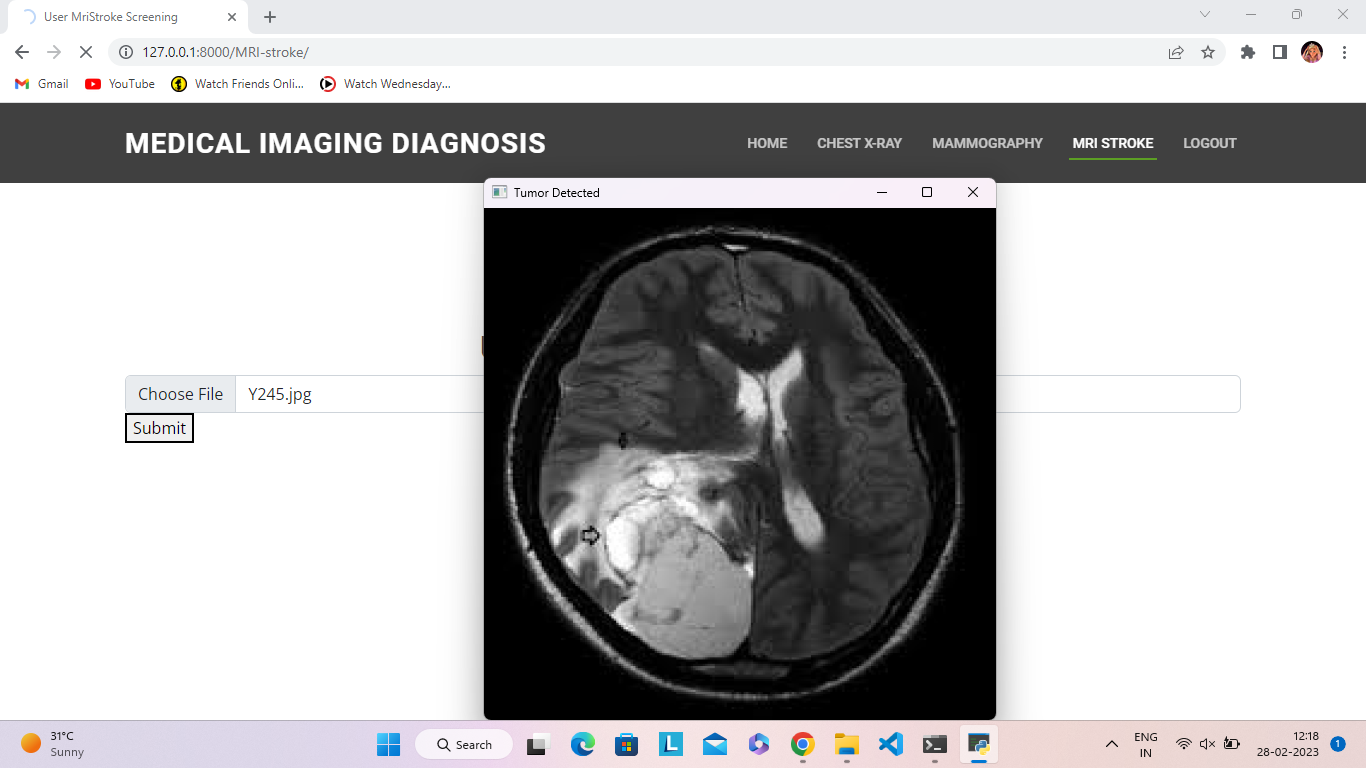 User MriStroke Screening
127.0.0.1:8000/MRI-stroke/
Gmail YouTube Watch Friends Onli... Watch Wednesday...
MEDICAL IMAGING DIAGNOSIS HOME CHEST X-RAY MAMMOGRAPHY MRI STROKE LOGOUT
Tumor Detected
Choose File Y245.jpg
Submit
31°C
Sunny
Search
ENG
IN
12:18
28-02-2023
1